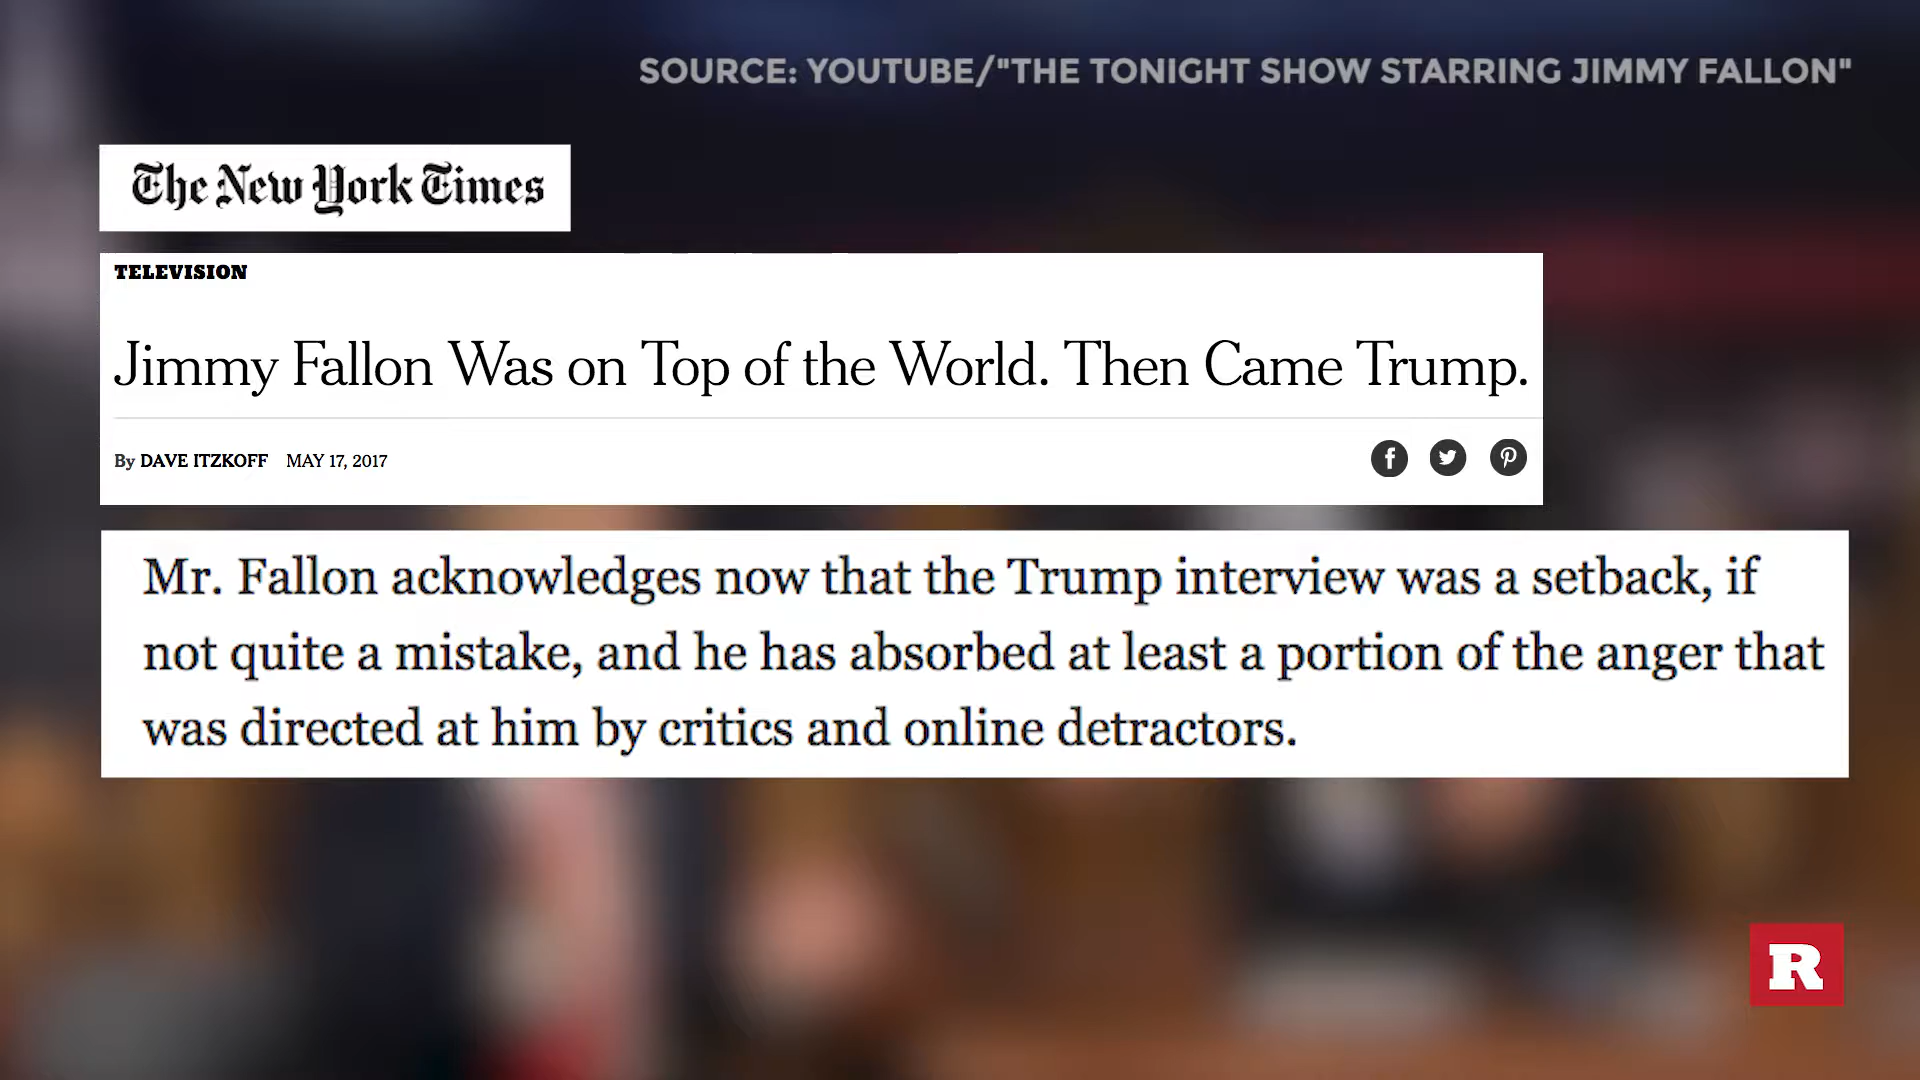 SOURCE: YOUTUBE/"THE TONIGHT SHOW STARRING JIMMY FALLON"
The New York Times
TELEVISION
Jimmy Fallon Was on Top of the World. Then Came Trump.
By DAVE ITZKOFF MAY 17, 2017
Mr. Fallon acknowledges now that the Trump interview was a setback, if
not quite a mistake, and he has absorbed at least a portion of the anger that
was directed at him by critics and online detractors.
R